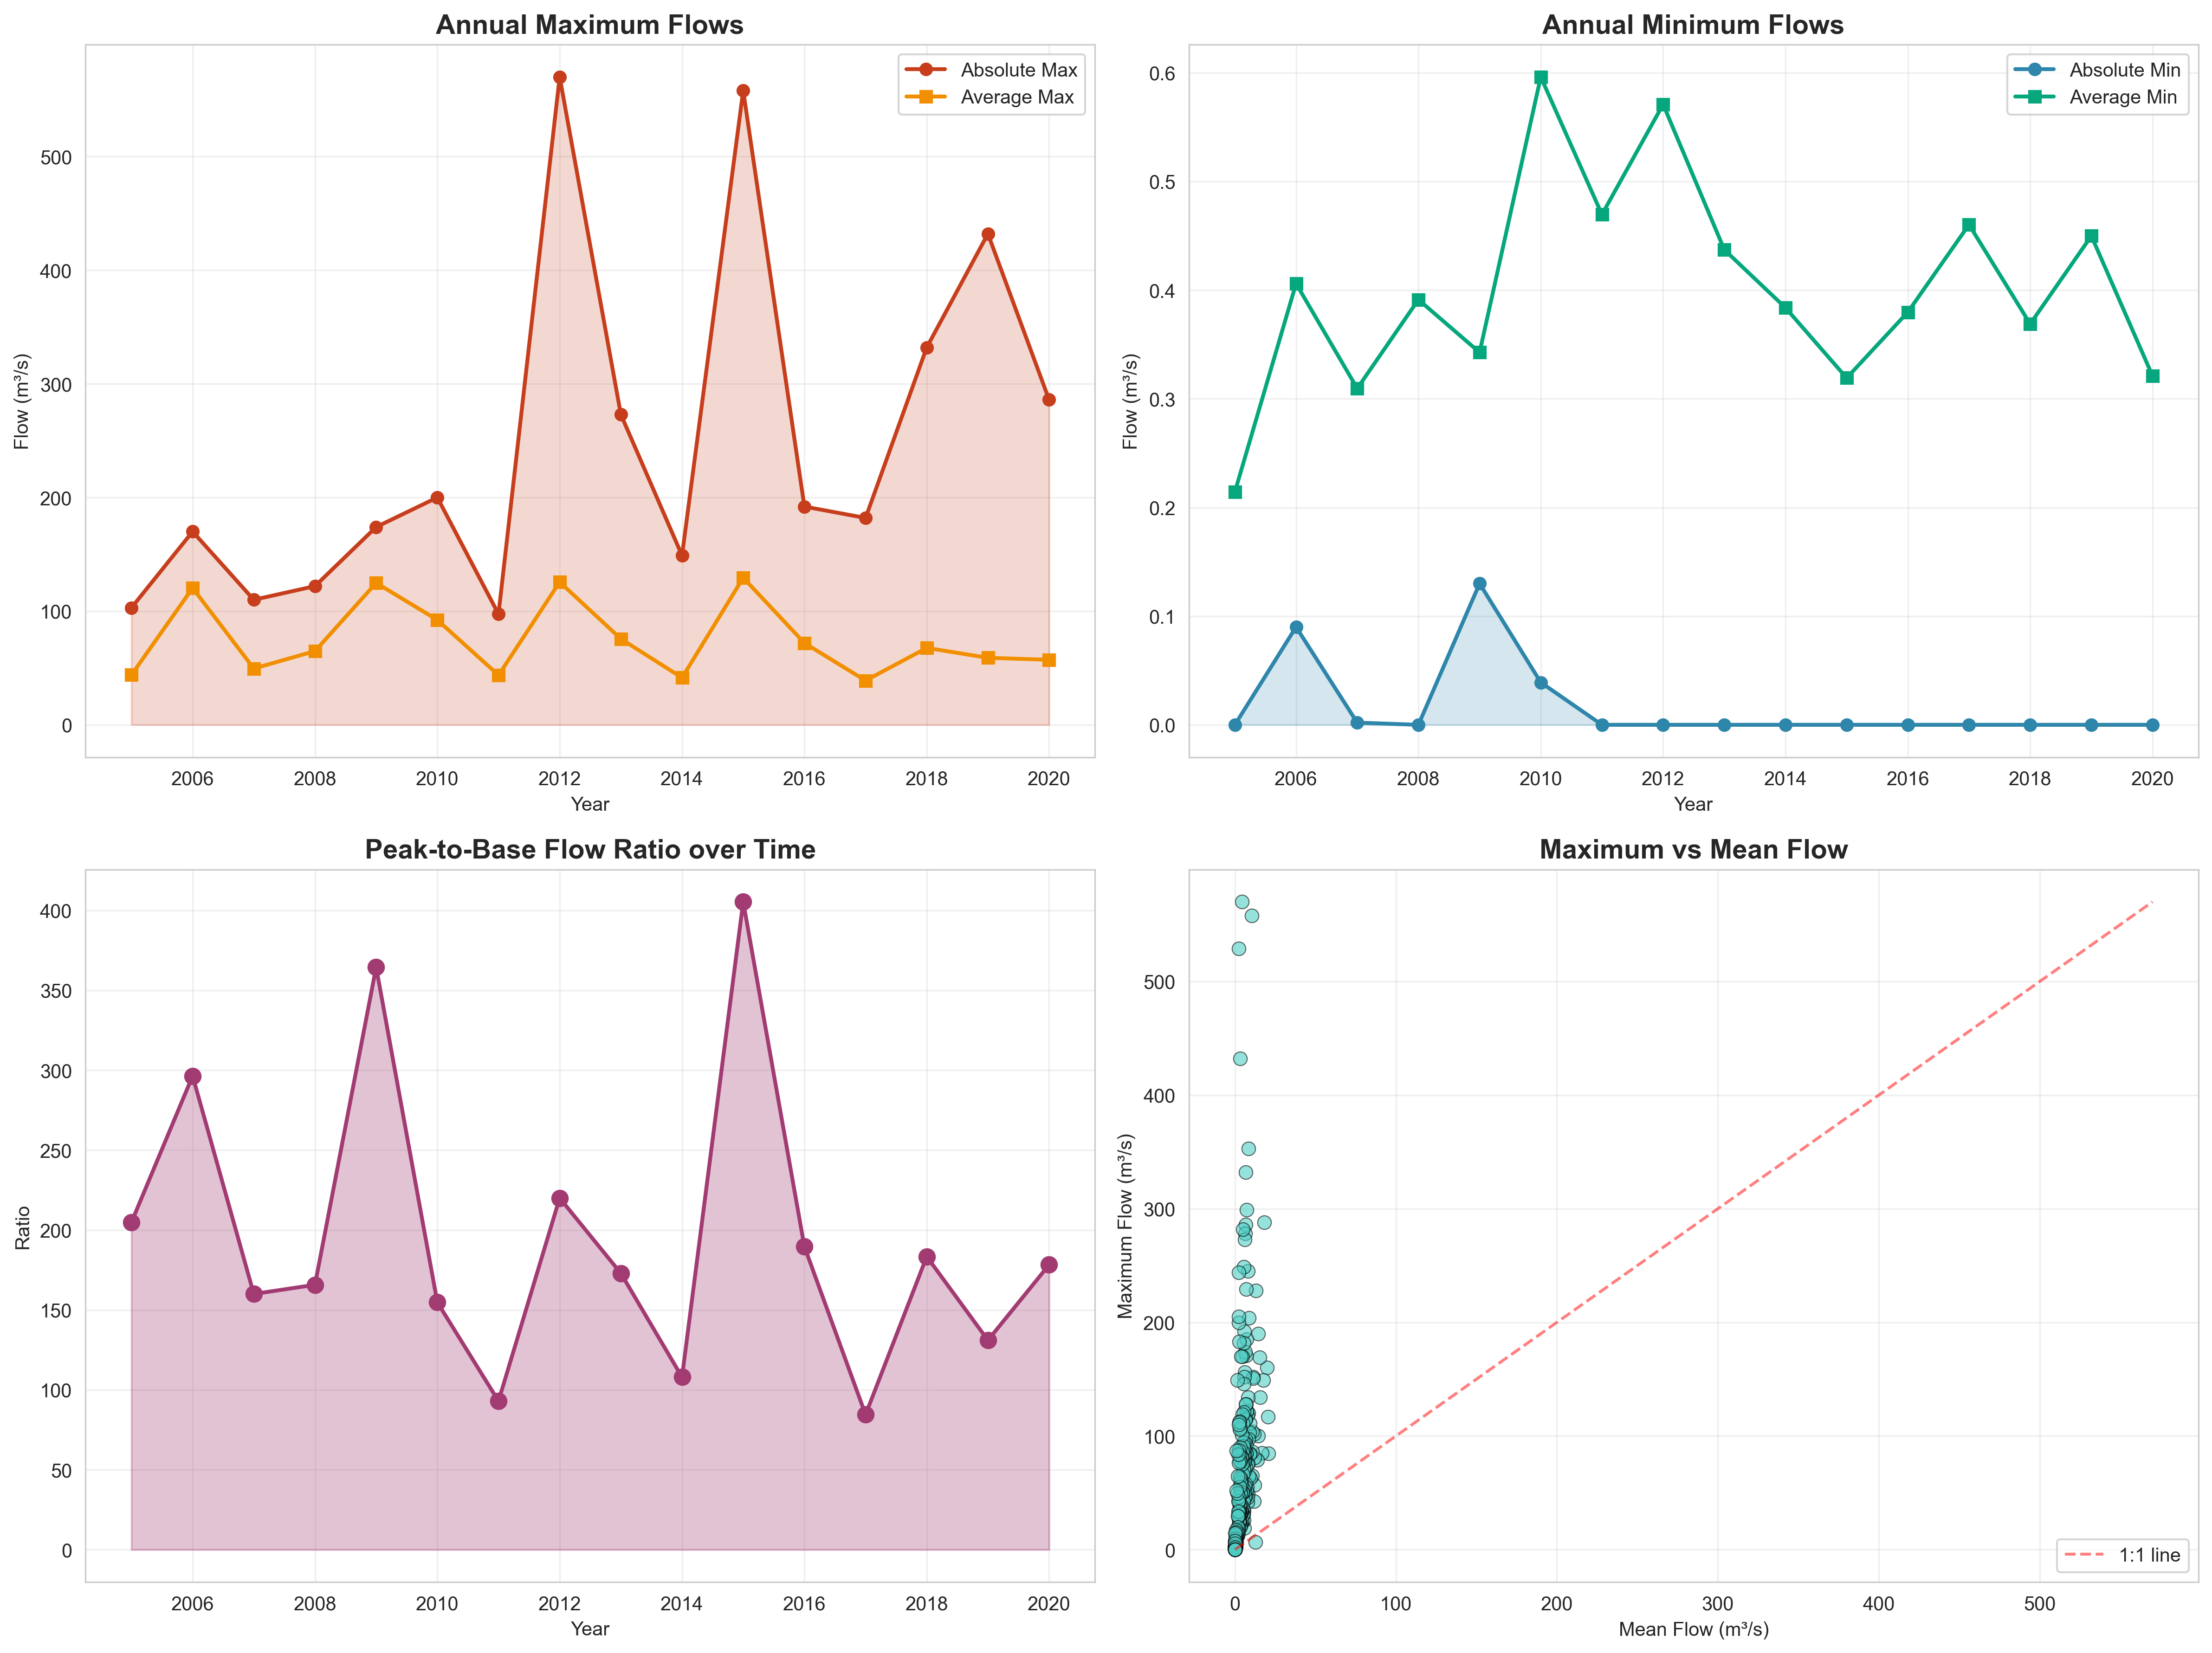 Annual Maximum Flows
Absolute Max
Average Max
Flow (m³/s)
500
400
300
200
100
0
2006 2008 2010 2012 2014 2016 2018 2020
Year
Annual Minimum Flows
Absolute Min
Average Min
Flow (m³/s)
0.6
0.5
0.4
0.3
0.2
0.1
0.0
2006 2008 2010 2012 2014 2016 2018 2020
Year
Peak-to-Base Flow Ratio over Time
Ratio
400
350
300
250
200
150
100
50
0
2006 2008 2010 2012 2014 2016 2018 2020
Year
Maximum vs Mean Flow
Maximum Flow (m³/s)
500
400
300
200
100
0
1:1 line
0 100 200 300 400 500
Mean Flow (m³/s)